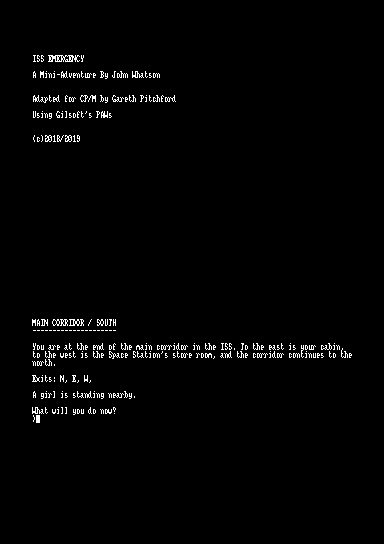 ISS EMERGENCY
A Mini-Adventure By John Whatson
Adapted for CP/M by Gareth Pitchford
Using Gilsoft's PAWs
(c)2018/2019
MAIN CORRIDOR / SOUTH
---------------------
You are at the end of the main corridor in the ISS. To the east is your cabin,
to the west is the Space Station's store room, and the corridor continues to the
north.
Exits: N, E, W,
A girl is standing nearby.
What will you do now?
>